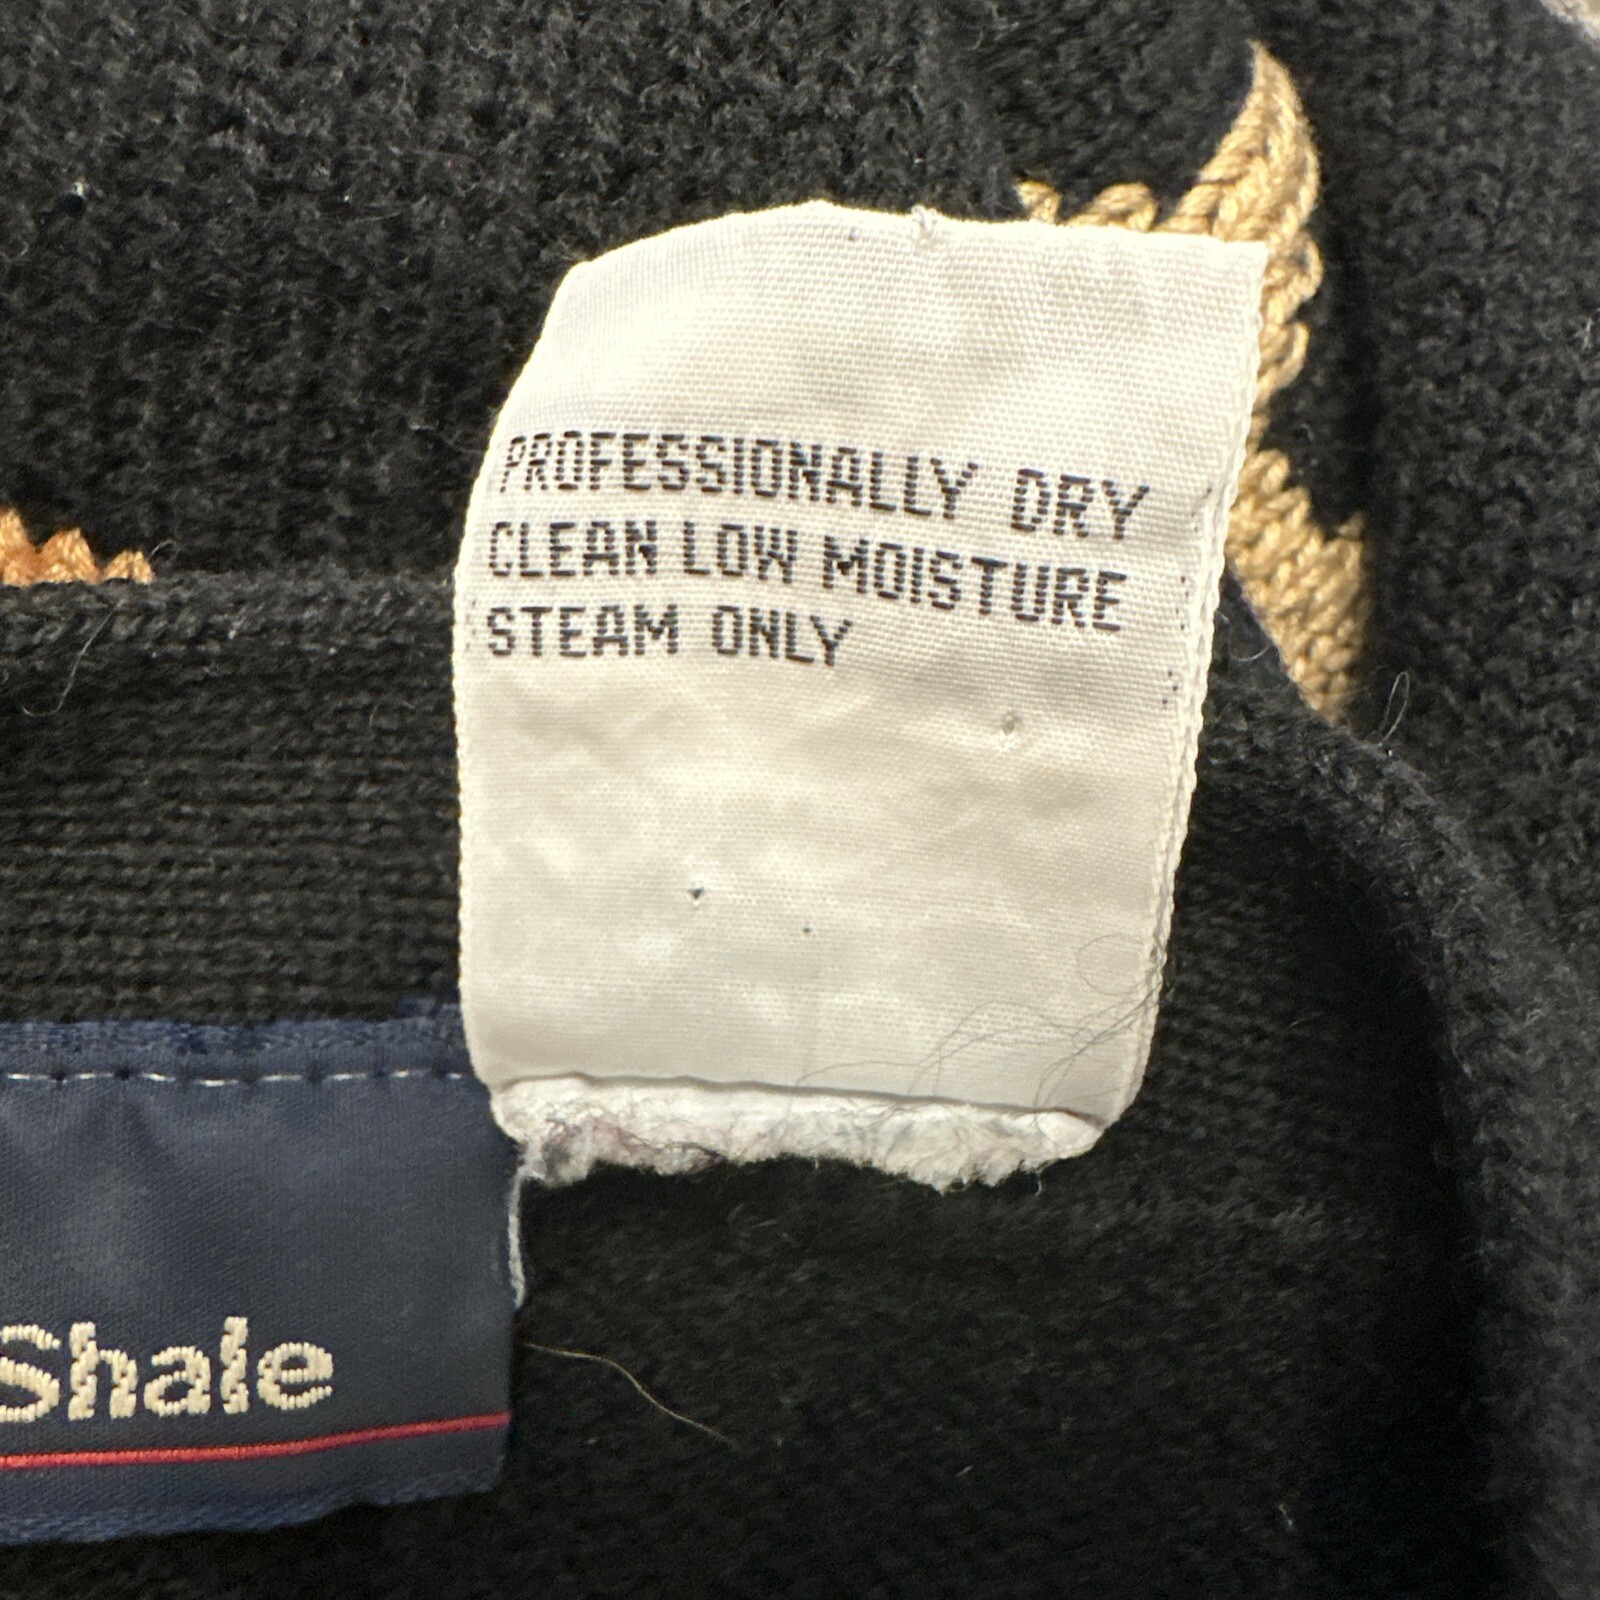 PROFESSIONALLY DRY
CLEAN LOW MOISTURE
STEAM ONLY
Shale